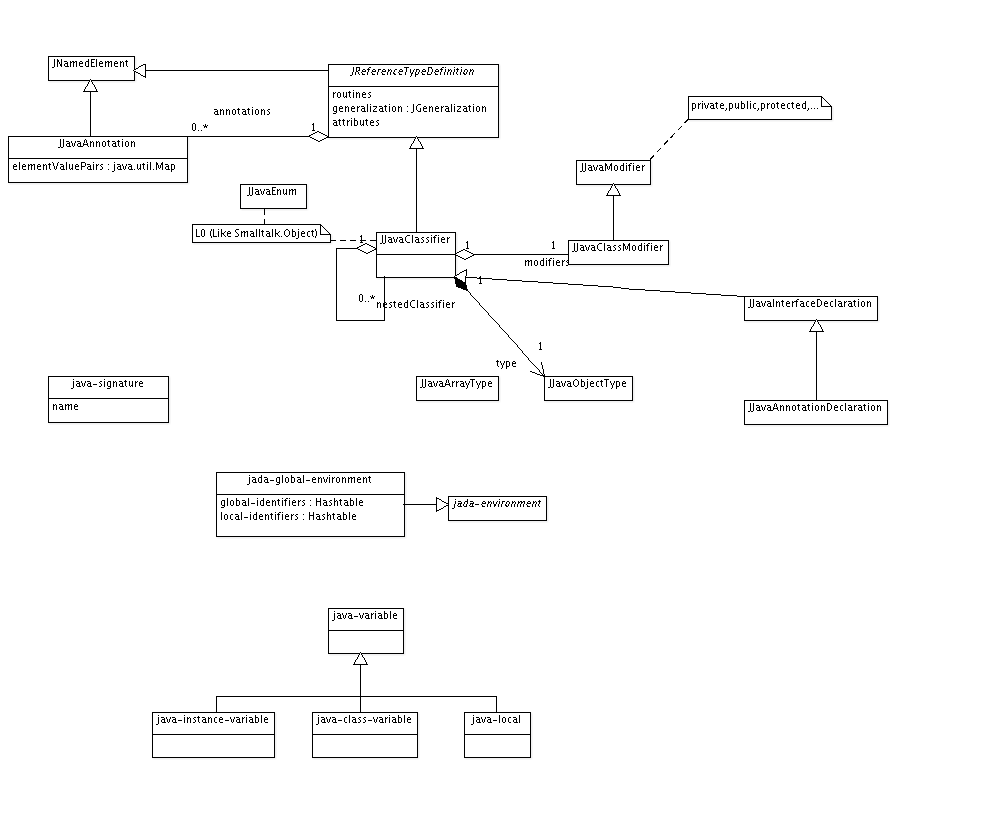 JNamedElement
JReferenceTypeDefinition
routines
generalization : JGeneralization
attributes
annotations
0..*
1
JJavaAnnotation
elementValuePairs : java.util.Map
private,public,protected,...
JJavaModifier
JJavaEnum
L0 (Like Smalltalk.Object)
1
JJavaClassifier
1
1
modifiers
JJavaClassModifier
0..*
nestedClassifier
1
JJavaInterfaceDeclaration
1
type
java-signature
name
JJavaArrayType
JJavaObjectType
JJavaAnnotationDeclaration
jada-global-environment
global-identifiers : Hashtable
local-identifiers : Hashtable
jada-environment
java-variable
java-instance-variable
java-class-variable
java-local